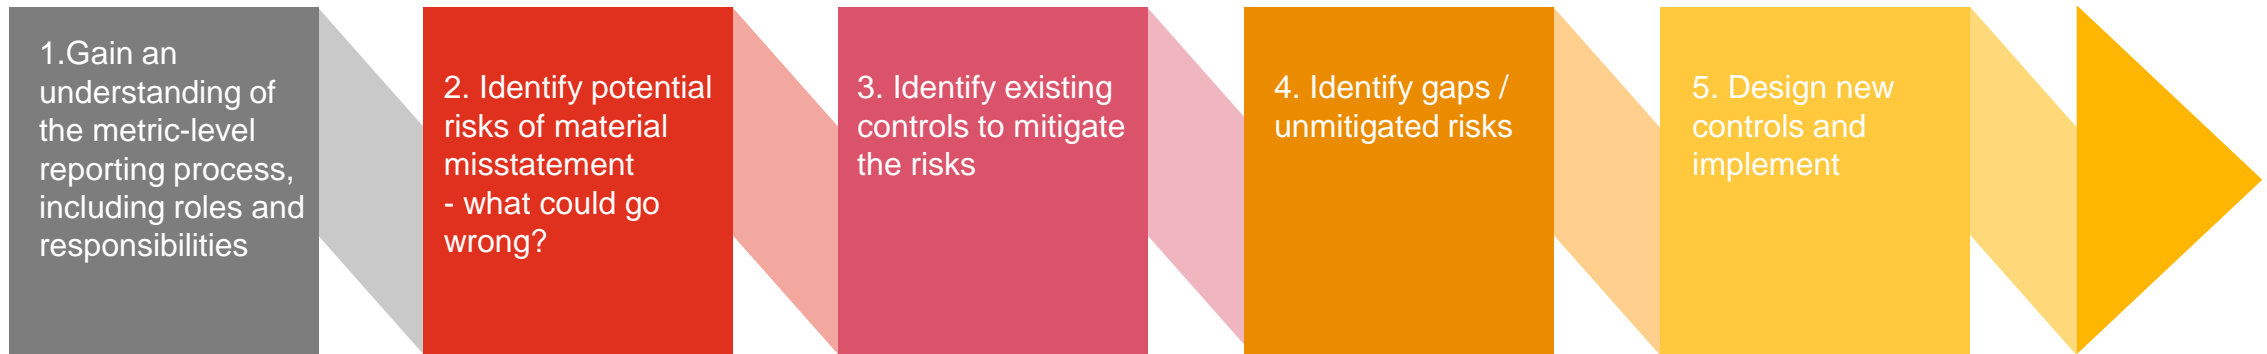 1.Gain an
understanding of
the metric-level
reporting process,
including roles and
responsibilities
2. Identify potential
risks of material
misstatement
- what could go
wrong?
3. Identify existing
controls to mitigate
the risks
4. Identify gaps /
unmitigated risks
5. Design new
controls and
implement